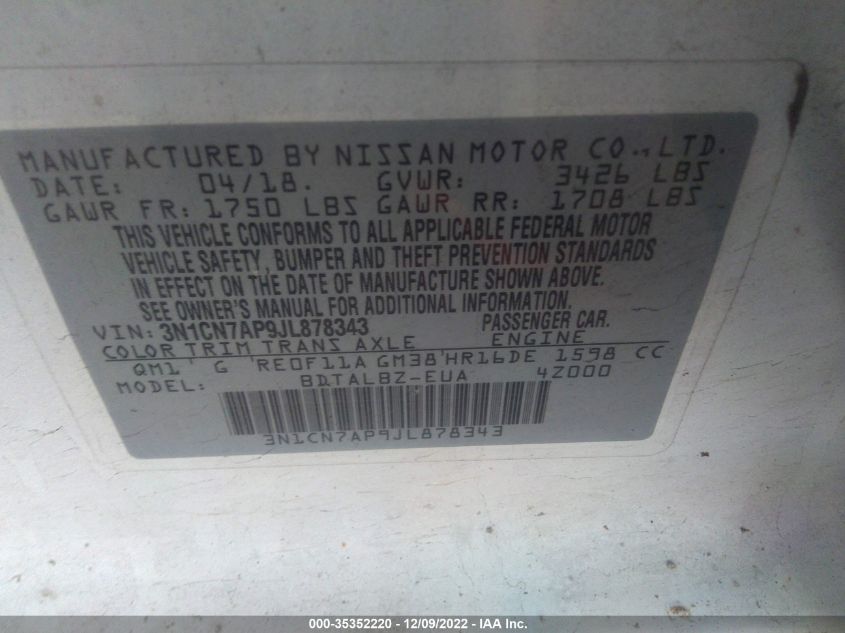 MANUFACTURED BY NISSAN MOTOR CO., LTD.
DATE: 04/18. GVWR: 3426 LBS
GAWR FR: 1750 LBS GAWR RR: 1708 LBS
THIS VEHICLE CONFORMS TO ALL APPLICABLE FEDERAL MOTOR
VEHICLE SAFETY, BUMPER AND THEFT PREVENTION STANDARDS
IN EFFECT ON THE DATE OF MANUFACTURE SHOWN ABOVE.
SEE OWNER'S MANUAL FOR ADDITIONAL INFORMATION.
VIN: 3N1CN7AP9JL878343 PASSENGER CAR.
COLOR TRIM TRANS AXLE ENGINE
QM1' G 'RE0F11A GM38'HR16DE 1598 CC
MODEL: BDTALBZ-EUA 4Z000
3N1CN7AP9JL878343
000-35352220 - 12/09/2022 - IAA Inc.